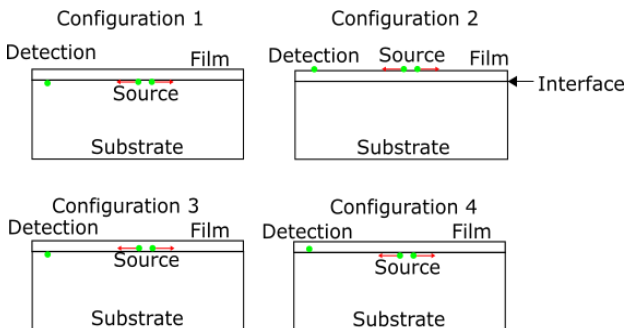 Configuration 1
Detection Film
Source
Substrate
Configuration 2
Detection Source Film
Interface
Substrate
Configuration 3
Detection Film
Source
Substrate
Configuration 4
Detection Film
Source
Substrate